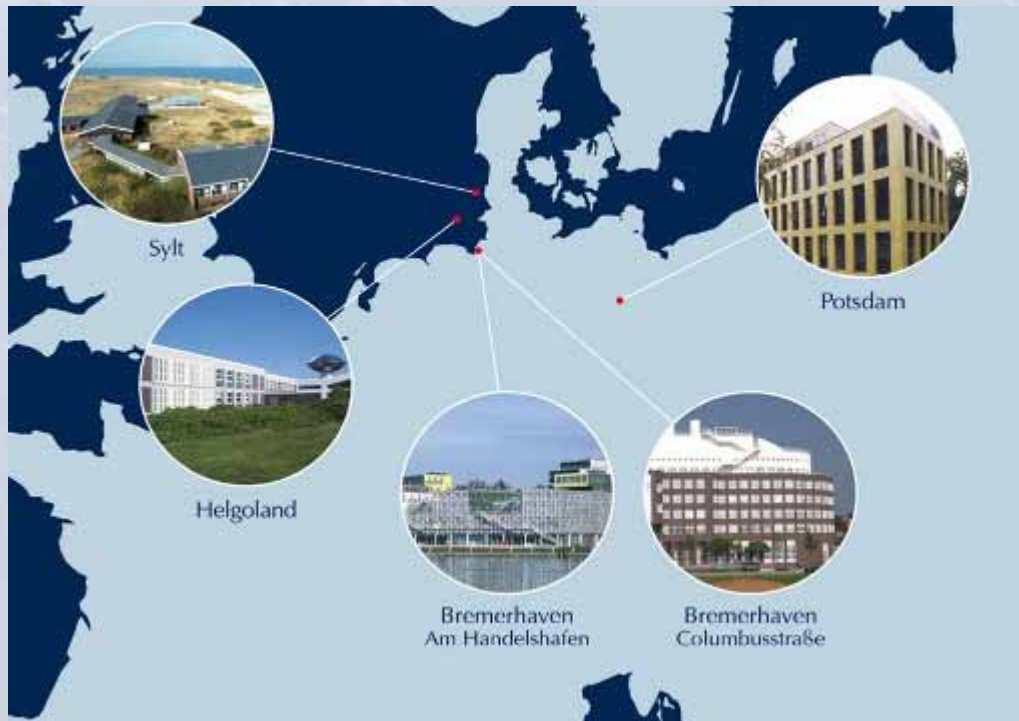 Sylt
Potsdam
Helgoland
Bremerhaven
Am Handelshafen
Bremerhaven
Columbusstraße